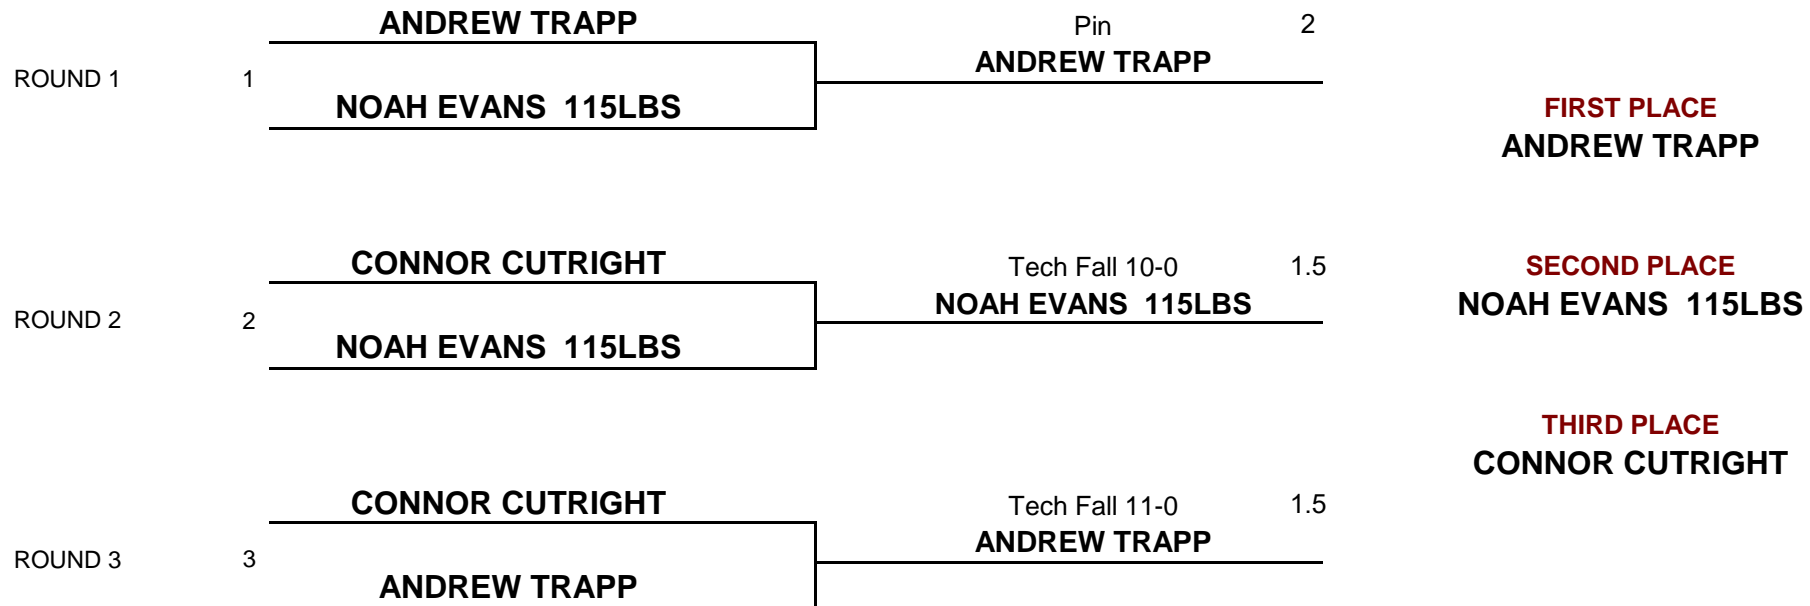 ANDREW TRAPP
Pin 2
ANDREW TRAPP
ROUND 1 1
NOAH EVANS  115LBS
FIRST PLACE
ANDREW TRAPP
CONNOR CUTRIGHT
Tech Fall 10-0 1.5
NOAH EVANS  115LBS
ROUND 2 2
NOAH EVANS  115LBS
SECOND PLACE
NOAH EVANS  115LBS
THIRD PLACE
CONNOR CUTRIGHT
CONNOR CUTRIGHT
Tech Fall 11-0 1.5
ANDREW TRAPP
ROUND 3 3
ANDREW TRAPP